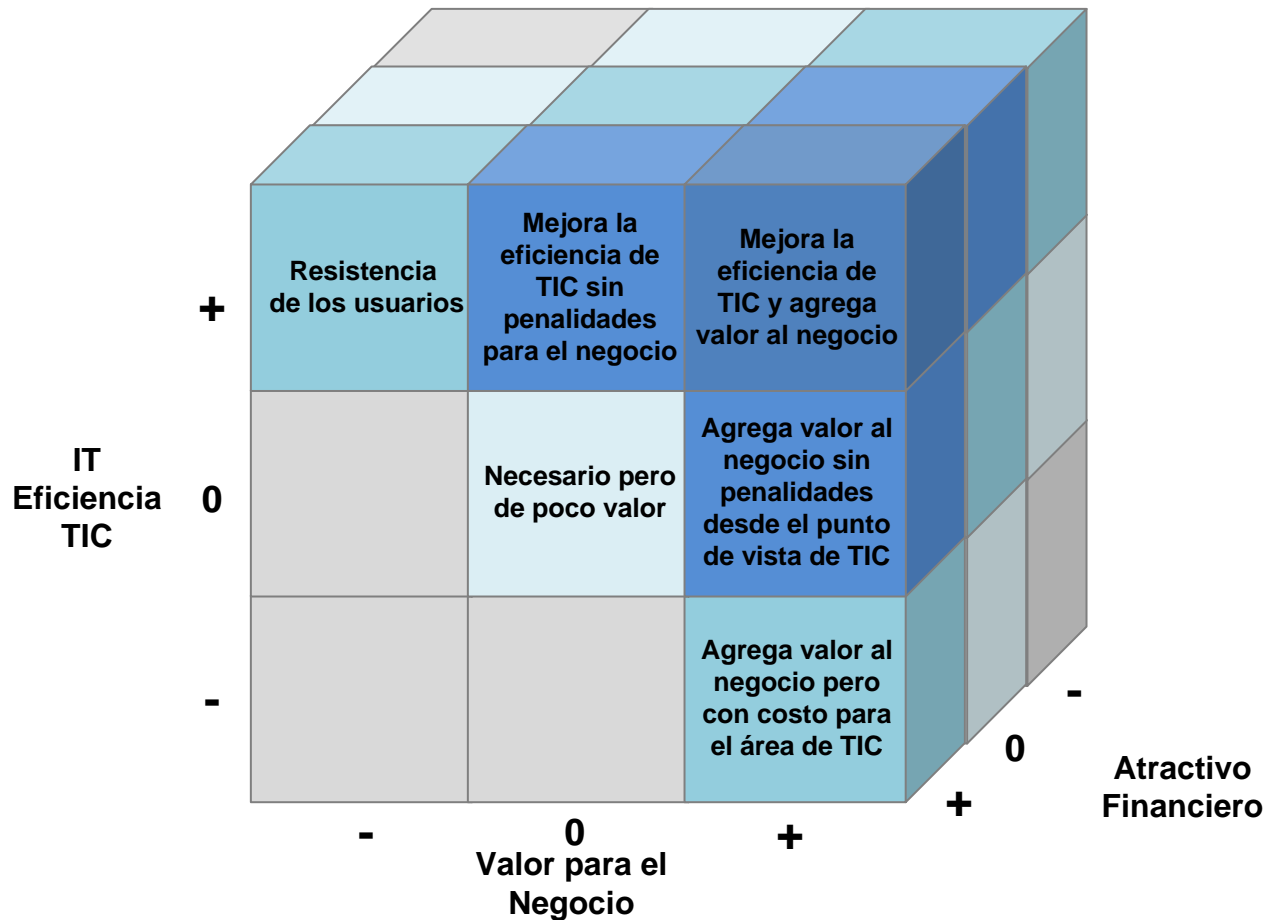 Resistencia
de los usuarios
Mejora la
eficiencia de
TIC sin
penalidades
para el negocio
Mejora la
eficiencia de
TIC y agrega
valor al negocio
+
IT
Eficiencia
TIC
0
Necesario pero
de poco valor
Agrega valor al
negocio sin
penalidades
desde el punto
de vista de TIC
-
Agrega valor al
negocio pero
con costo para
el área de TIC
-
0
+
Valor para el
Negocio
+
0
-
Atractivo
Financiero